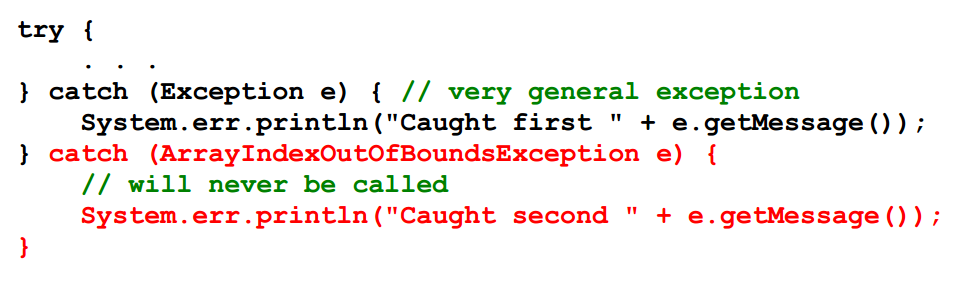 try {
    . . .
} catch (Exception e) { // very general exception
    System.err.println("Caught first " + e.getMessage());
} catch (ArrayIndexOutOfBoundsException e) {
    // will never be called
    System.err.println("Caught second " + e.getMessage());
}